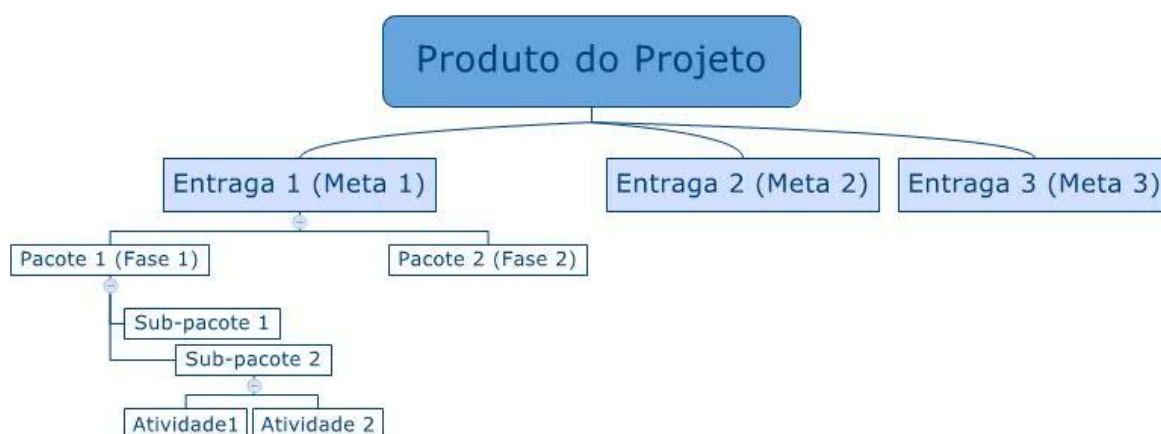 Produto do Projeto
Entraga 1 (Meta 1)
Entraga 2 (Meta 2)
Entraga 3 (Meta 3)
Pacote 1 (Fase 1)
Pacote 2 (Fase 2)
Sub-pacote 1
Sub-pacote 2
Atividade1
Atividade 2